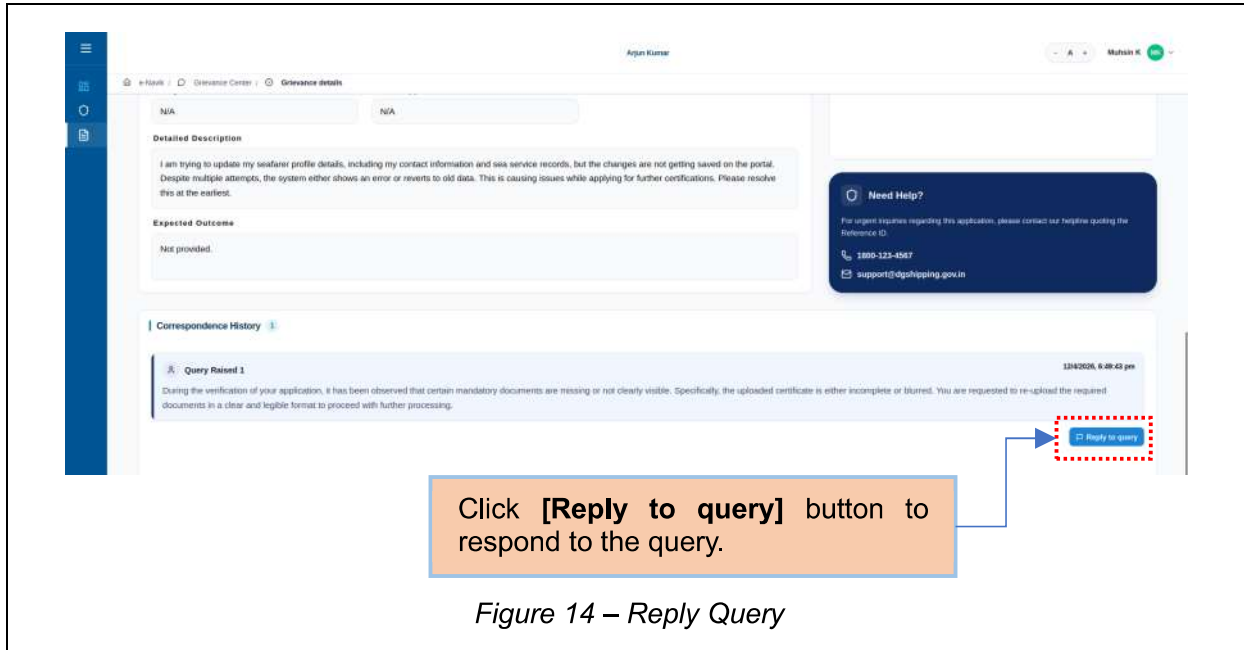 Arjun Kumar
- A +
Muhsin K
e-Navik / Grievance Center / Grievance details
N/A
N/A
Detailed Description
I am trying to update my seafarer profile details, including my contact information and sea service records, but the changes are not getting saved on the portal.
Despite multiple attempts, the system either shows an error or reverts to old data. This is causing issues while applying for further certifications. Please resolve
this at the earliest.
Expected Outcome
Not provided.
Need Help?
For urgent inquiries regarding this application, please contact our helpline quoting the
Reference ID.
1800-123-4567
support@dgshipping.gov.in
Correspondence History 1
Query Raised 1
12/4/2026, 6:49:43 pm
During the verification of your application, it has been observed that certain mandatory documents are missing or not clearly visible. Specifically, the uploaded certificate is either incomplete or blurred. You are requested to re-upload the required
documents in a clear and legible format to proceed with further processing.
Reply to query
Click [Reply to query] button to
respond to the query.
Figure 14 – Reply Query